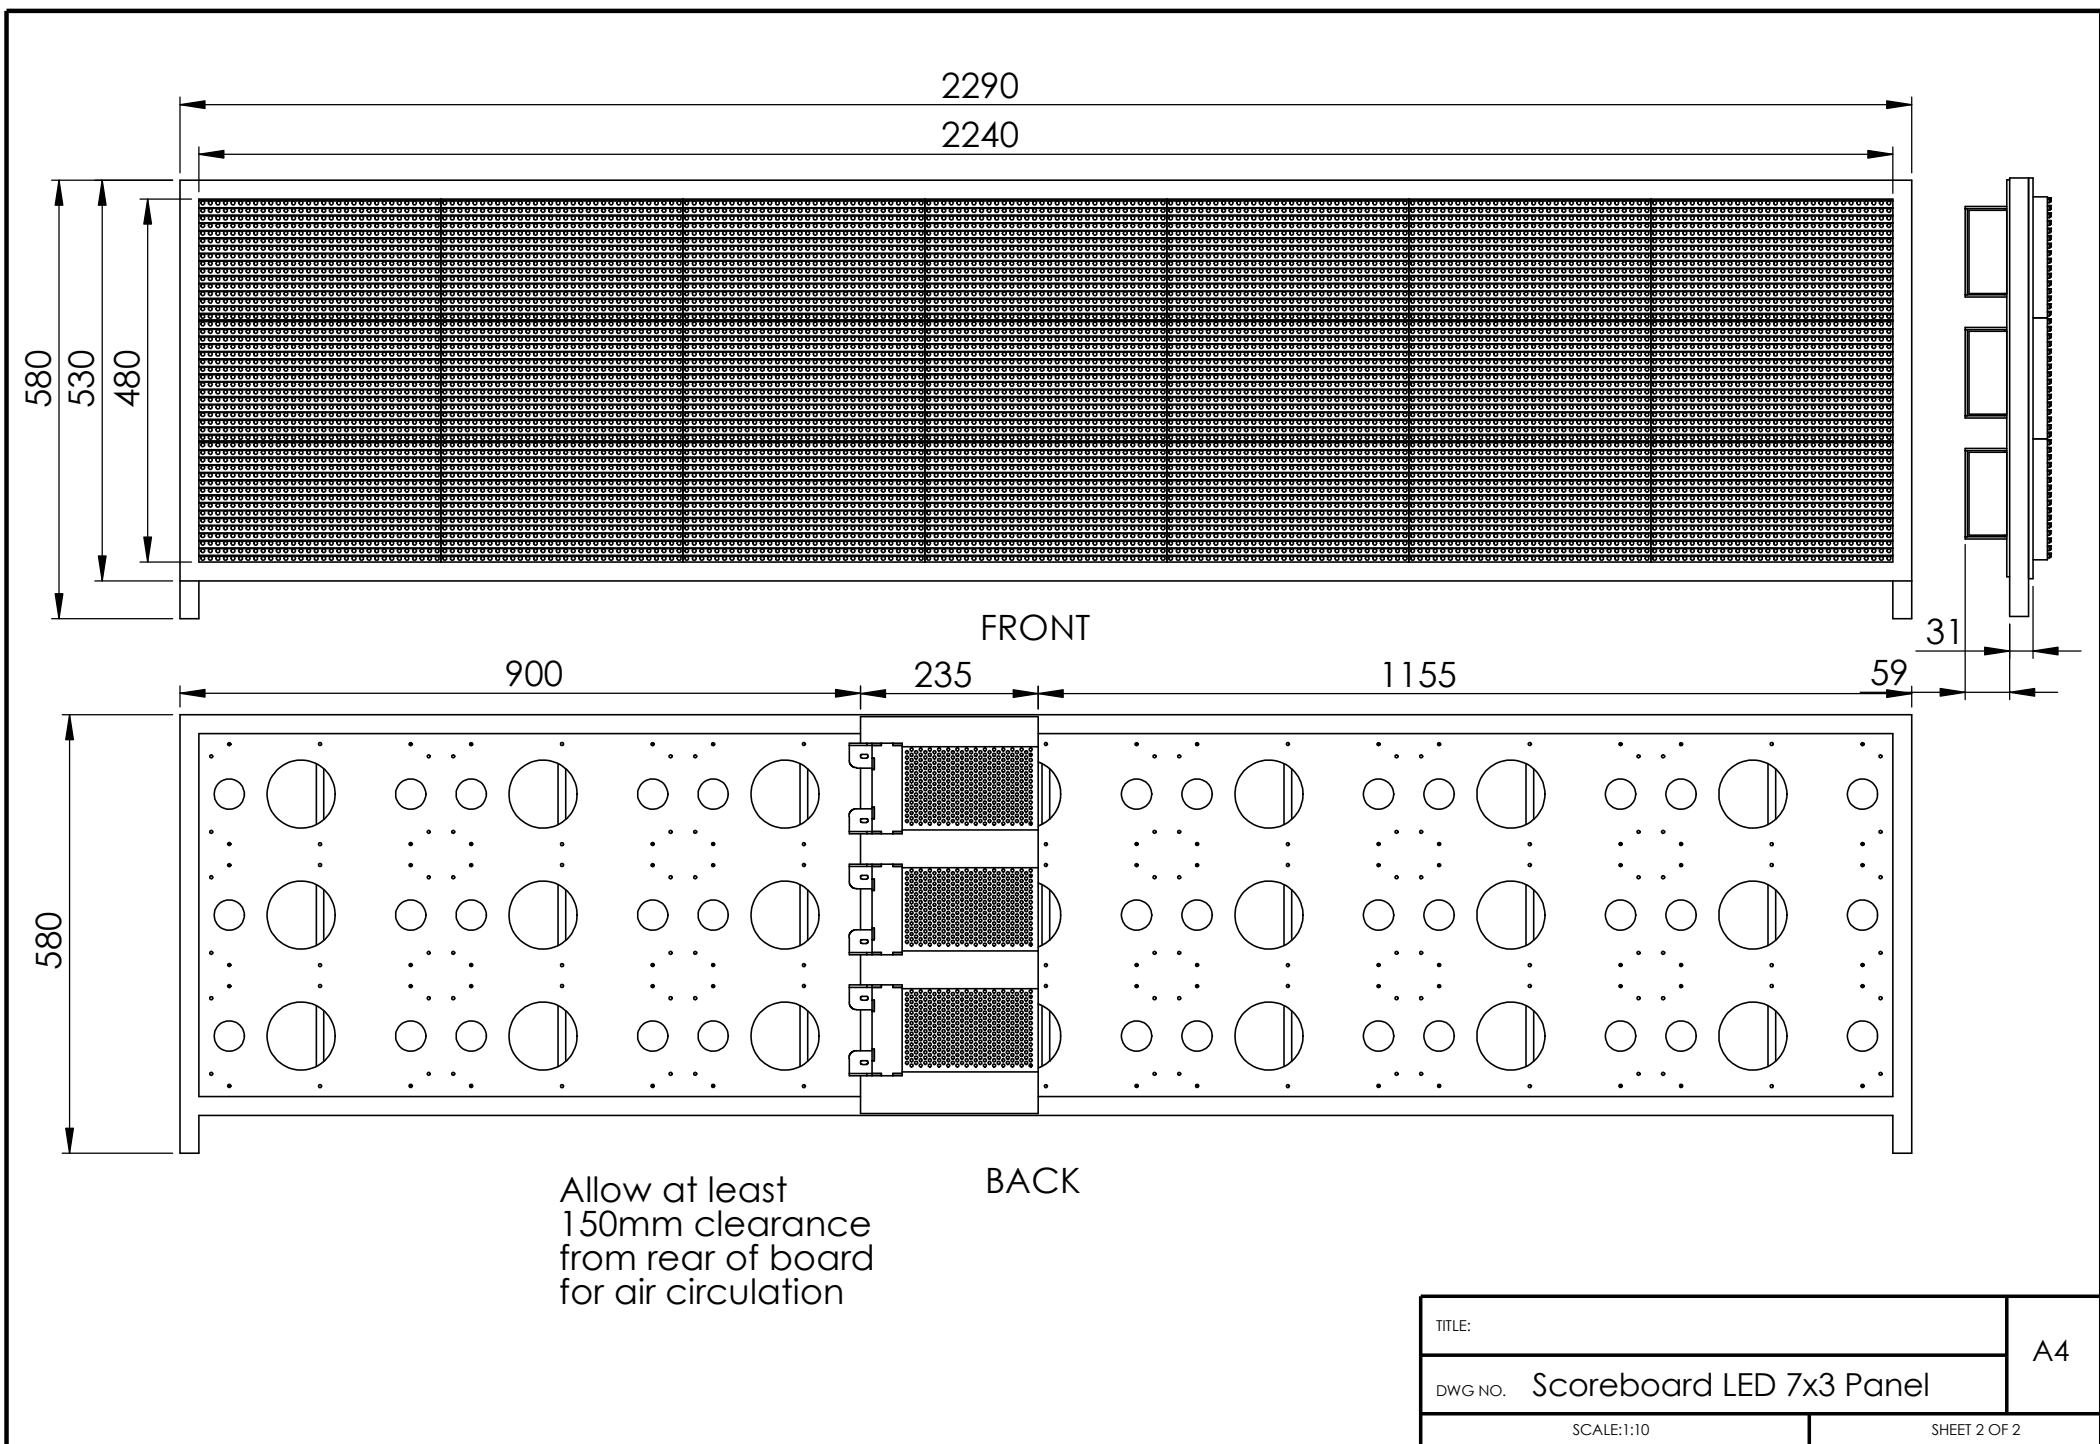 2290
2240
580
530
480
FRONT
31
59
900
235
1155
580
BACK
Allow at least
150mm clearance
from rear of board
for air circulation
TITLE:
A4
DWG NO. Scoreboard LED 7x3 Panel
SCALE:1:10
SHEET 2 OF 2